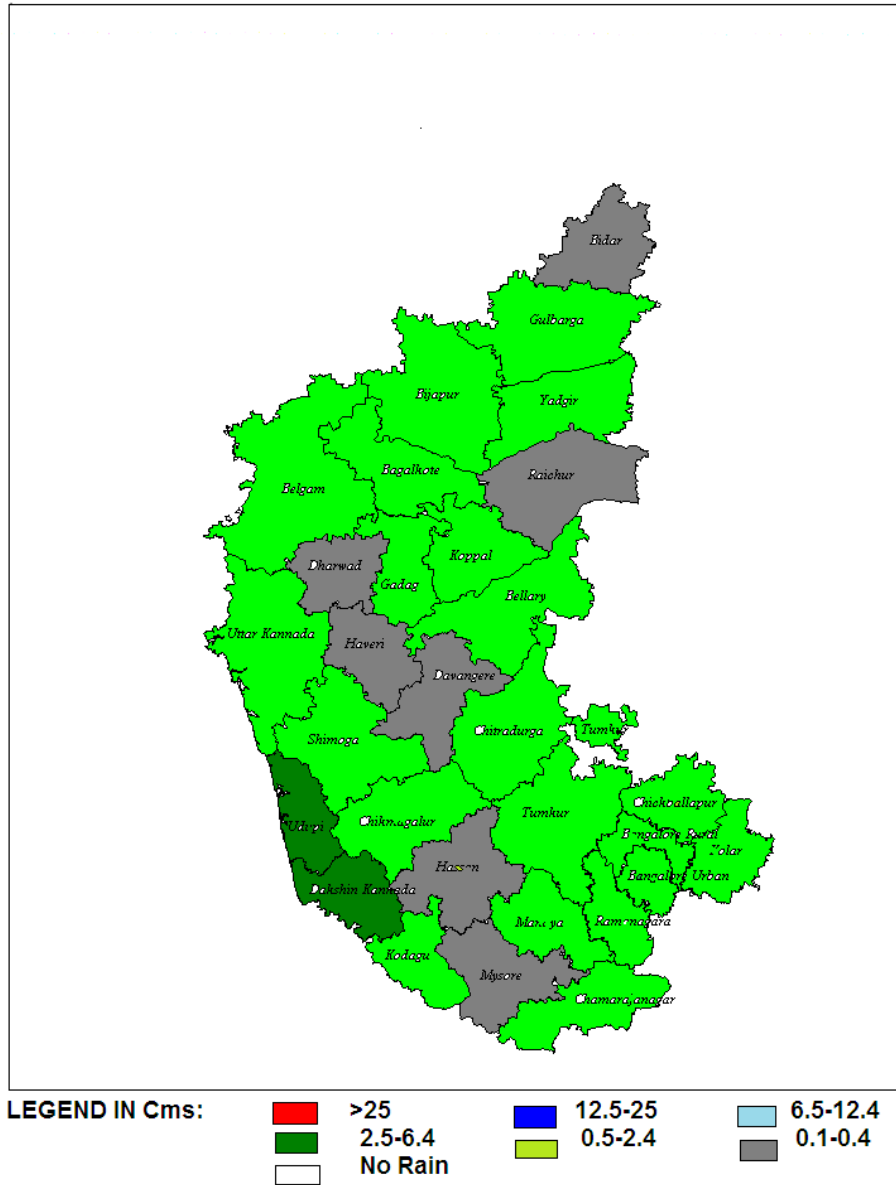 Bidar
Gulbarga
Bijapur
Yadgir
Bagalkote
Raichur
Belgam
Koppal
Dharwad
Gadag
Bellary
Uttar Kannada
Haveri
Davangere
Chitradurga
Tumkur
Shimoga
Chickballapur
Chikmagalur
Tumkur
Udupi
Bangalore Rural
Kolar
Hassan
Bangalore Urban
Dakshin Kannada
Mandya
Ramanagara
Kodagu
Mysore
Chamarajanagar
LEGEND IN Cms: >25 12.5-25 6.5-12.4
2.5-6.4 0.5-2.4 0.1-0.4
No Rain